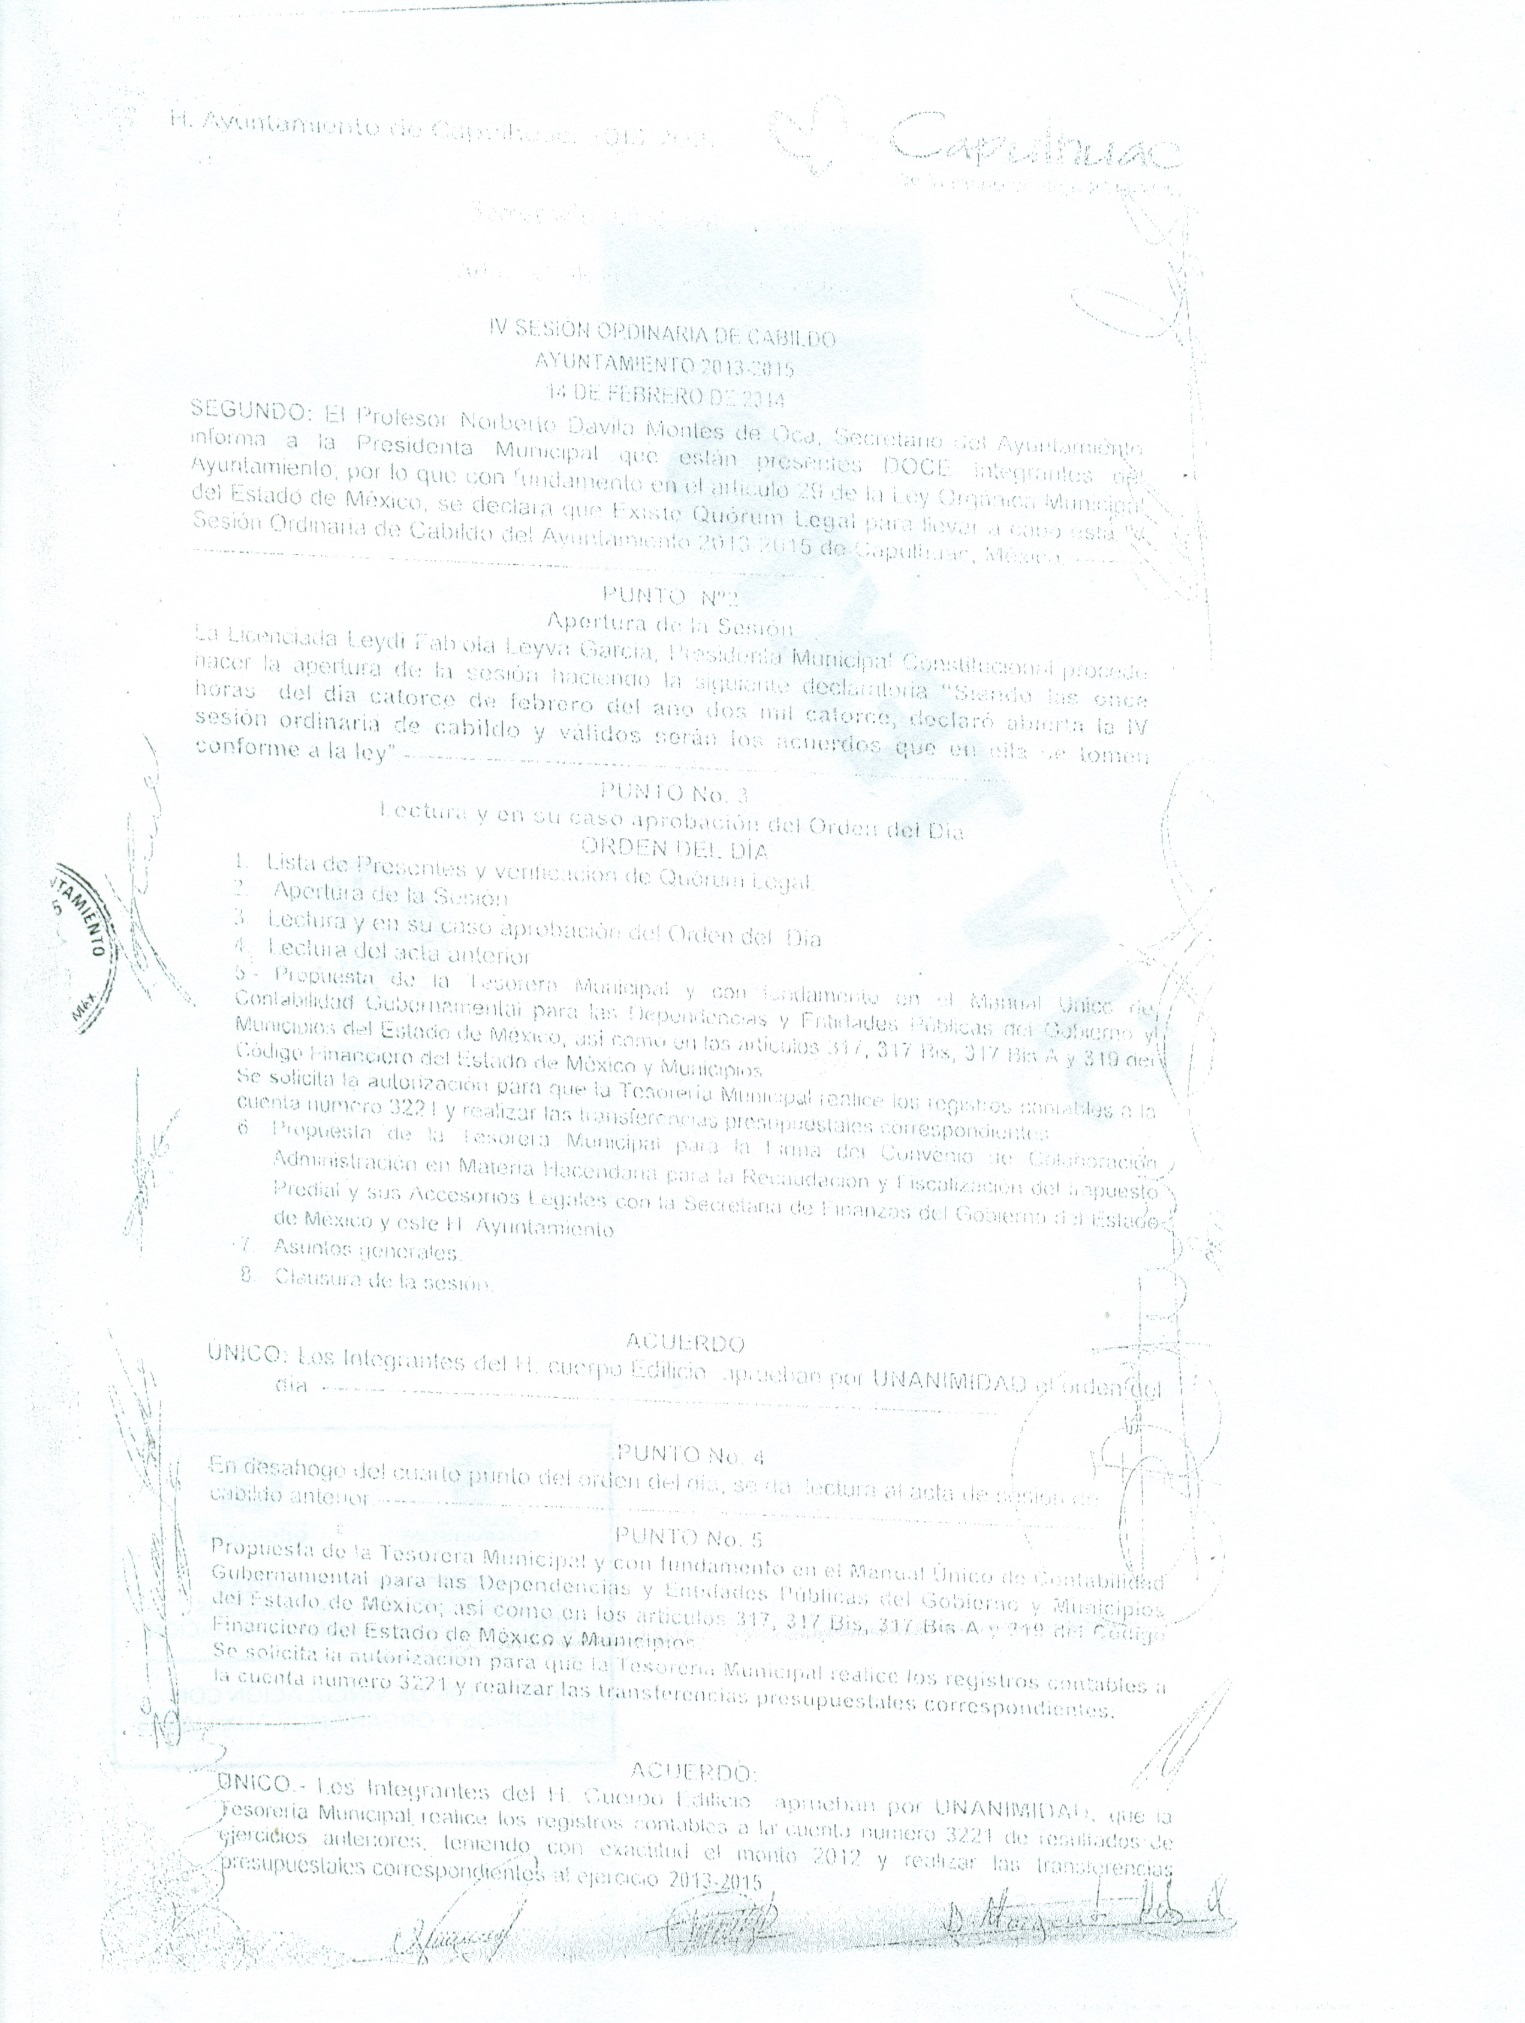 H. Ayuntamiento de Capulhuac 2013-2015
Capulhuac
IV SESIÓN ORDINARIA DE CABILDO
AYUNTAMIENTO 2013-2015
14 DE FEBRERO DE 2014
SEGUNDO: El Profesor Norberto Davila Montes de Oca, Secretario del Ayuntamiento
informa a la Presidenta Municipal que están presentes DOCE integrantes del
Ayuntamiento, por lo que con fundamento en el artículo 29 de la Ley Orgánica Municipal
del Estado de México, se declara que Existe Quórum Legal para llevar a cabo esta IV
Sesión Ordinaria de Cabildo del Ayuntamiento 2013-2015 de Capulhuac, México.
PUNTO Nº2
Apertura de la Sesión
La Licenciada Leydi Fabiola Leyva García, Presidenta Municipal Constitucional procede
hacer la apertura de la sesión haciendo la siguiente declaratoria "Siendo las once
horas del día catorce de febrero del año dos mil catorce, declaró abierta la IV
sesión ordinaria de cabildo y válidos serán los acuerdos que en ella se tomen
conforme a la ley"
PUNTO No. 3
Lectura y en su caso aprobación del Orden del Día
ORDEN DEL DÍA
1. Lista de Presentes y verificación de Quórum Legal.
2. Apertura de la Sesión
3. Lectura y en su caso aprobación del Orden del Día
4. Lectura del acta anterior
5.- Propuesta de la Tesorera Municipal y con fundamento en el Manual Único de
Contabilidad Gubernamental para las Dependencias y Entidades Públicas del Gobierno y
Municipios del Estado de México; así como en los artículos 317, 317 Bis, 317 Bis A y 319 del
Código Financiero del Estado de México y Municipios
Se solicita la autorización para que la Tesorería Municipal realice los registros contables a la
cuenta numero 3221 y realizar las transferencias presupuestales correspondientes
6. Propuesta de la Tesorera Municipal para la Firma del Convenio de Colaboración
Administración en Materia Hacendaria para la Recaudación y Fiscalización del Impuesto
Predial y sus Accesorios Legales con la Secretaría de Finanzas del Gobierno del Estado
de México y este H. Ayuntamiento
7. Asuntos generales.
8. Clausura de la sesión.
ACUERDO
ÚNICO: Los Integrantes del H. cuerpo Edilicio aprueban por UNANIMIDAD el orden del
día
PUNTO No. 4
En desahogo del cuarto punto del orden del día, se da lectura al acta de sesión de
cabildo anterior
PUNTO No. 5
Propuesta de la Tesorera Municipal y con fundamento en el Manual Único de Contabilidad
Gubernamental para las Dependencias y Entidades Públicas del Gobierno y Municipios
del Estado de México; así como en los artículos 317, 317 Bis, 317 Bis A y 319 del Código
Financiero del Estado de México y Municipios.
Se solicita la autorización para que la Tesorería Municipal realice los registros contables a
la cuenta numero 3221 y realizar las transferencias presupuestales correspondientes.
ACUERDO:
ÚNICO.- Los Integrantes del H. Cuerpo Edilicio aprueban por UNANIMIDAD, que la
Tesorería Municipal realice los registros contables a la cuenta numero 3221 de resultados de
ejercicios anteriores, teniendo con exactitud el monto 2012 y realizar las transferencias
presupuestales correspondientes al ejercicio 2013-2015